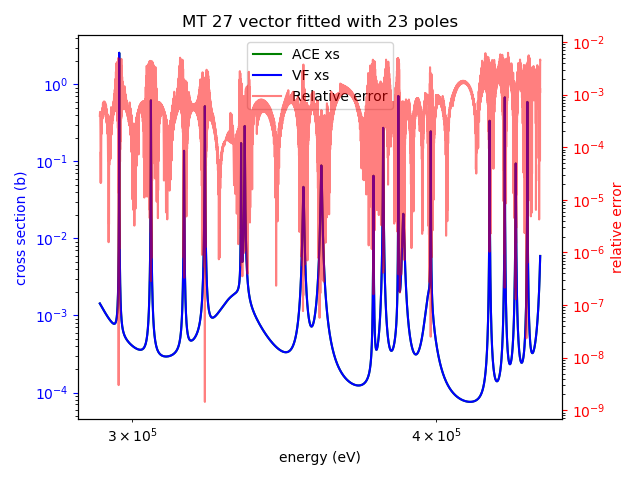 MT 27 vector fitted with 23 poles
ACE xs
VF xs
Relative error
cross section (b)
10⁰
10⁻¹
10⁻²
10⁻³
10⁻⁴
relative error
10⁻²
10⁻³
10⁻⁴
10⁻⁵
10⁻⁶
10⁻⁷
10⁻⁸
10⁻⁹
3 × 10⁵
4 × 10⁵
energy (eV)